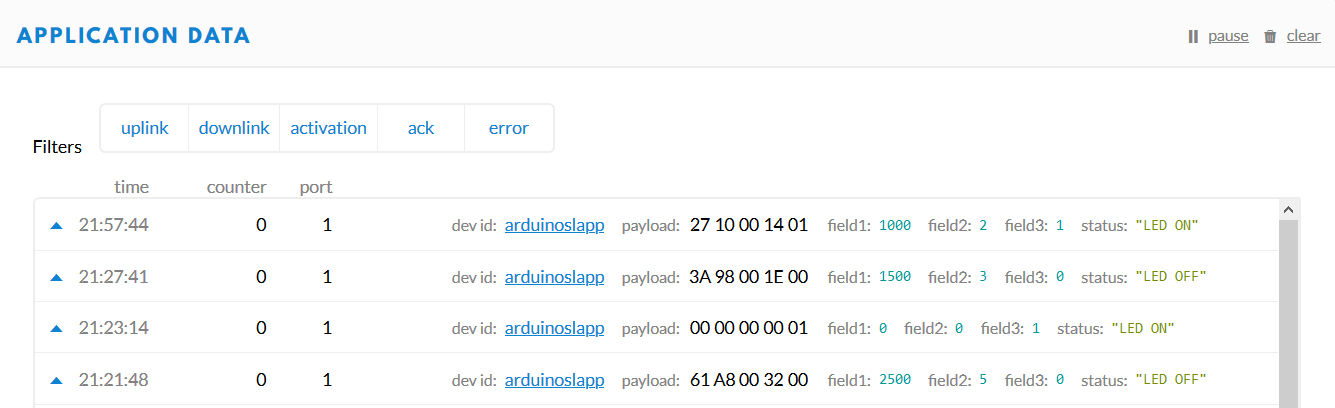 APPLICATION DATA pause clear
Filters uplink downlink activation ack error
time counter port
21:57:44 0 1 dev id: arduinoslapp payload: 27 10 00 14 01 field1: 1000 field2: 2 field3: 1 status: "LED ON"
21:27:41 0 1 dev id: arduinoslapp payload: 3A 98 00 1E 00 field1: 1500 field2: 3 field3: 0 status: "LED OFF"
21:23:14 0 1 dev id: arduinoslapp payload: 00 00 00 00 01 field1: 0 field2: 0 field3: 1 status: "LED ON"
21:21:48 0 1 dev id: arduinoslapp payload: 61 A8 00 32 00 field1: 2500 field2: 5 field3: 0 status: "LED OFF"